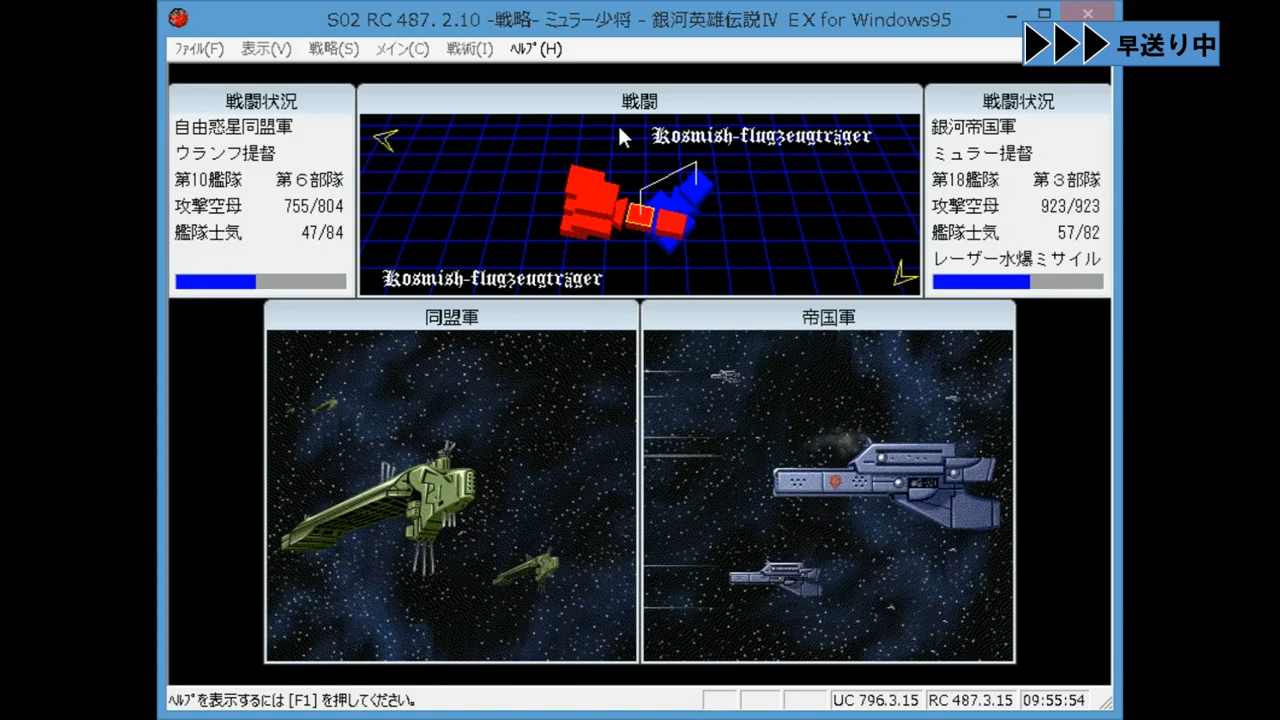 S02 RC 487. 2.10 -戦略- ミュラー少将 - 銀河英雄伝説Ⅳ EX for Windows95
ﾌｧｲﾙ(F) 表示(V) 戦略(S) メイン(C) 戦術(I) ﾍﾙﾌﾟ(H)
早送り中
戦闘状況
自由惑星同盟軍
ウランフ提督
第10艦隊 第６部隊
攻撃空母 755/804
艦隊士気 47/84
戦闘
Kosmish-flugzeugträger
Kosmish-flugzeugträger
戦闘状況
銀河帝国軍
ミュラー提督
第18艦隊 第３部隊
攻撃空母 923/923
艦隊士気 57/82
レーザー水爆ミサイル
同盟軍
帝国軍
ﾍﾙﾌﾟを表示するには [F1] を押してください。
UC 796.3.15 RC 487.3.15 09:55:54